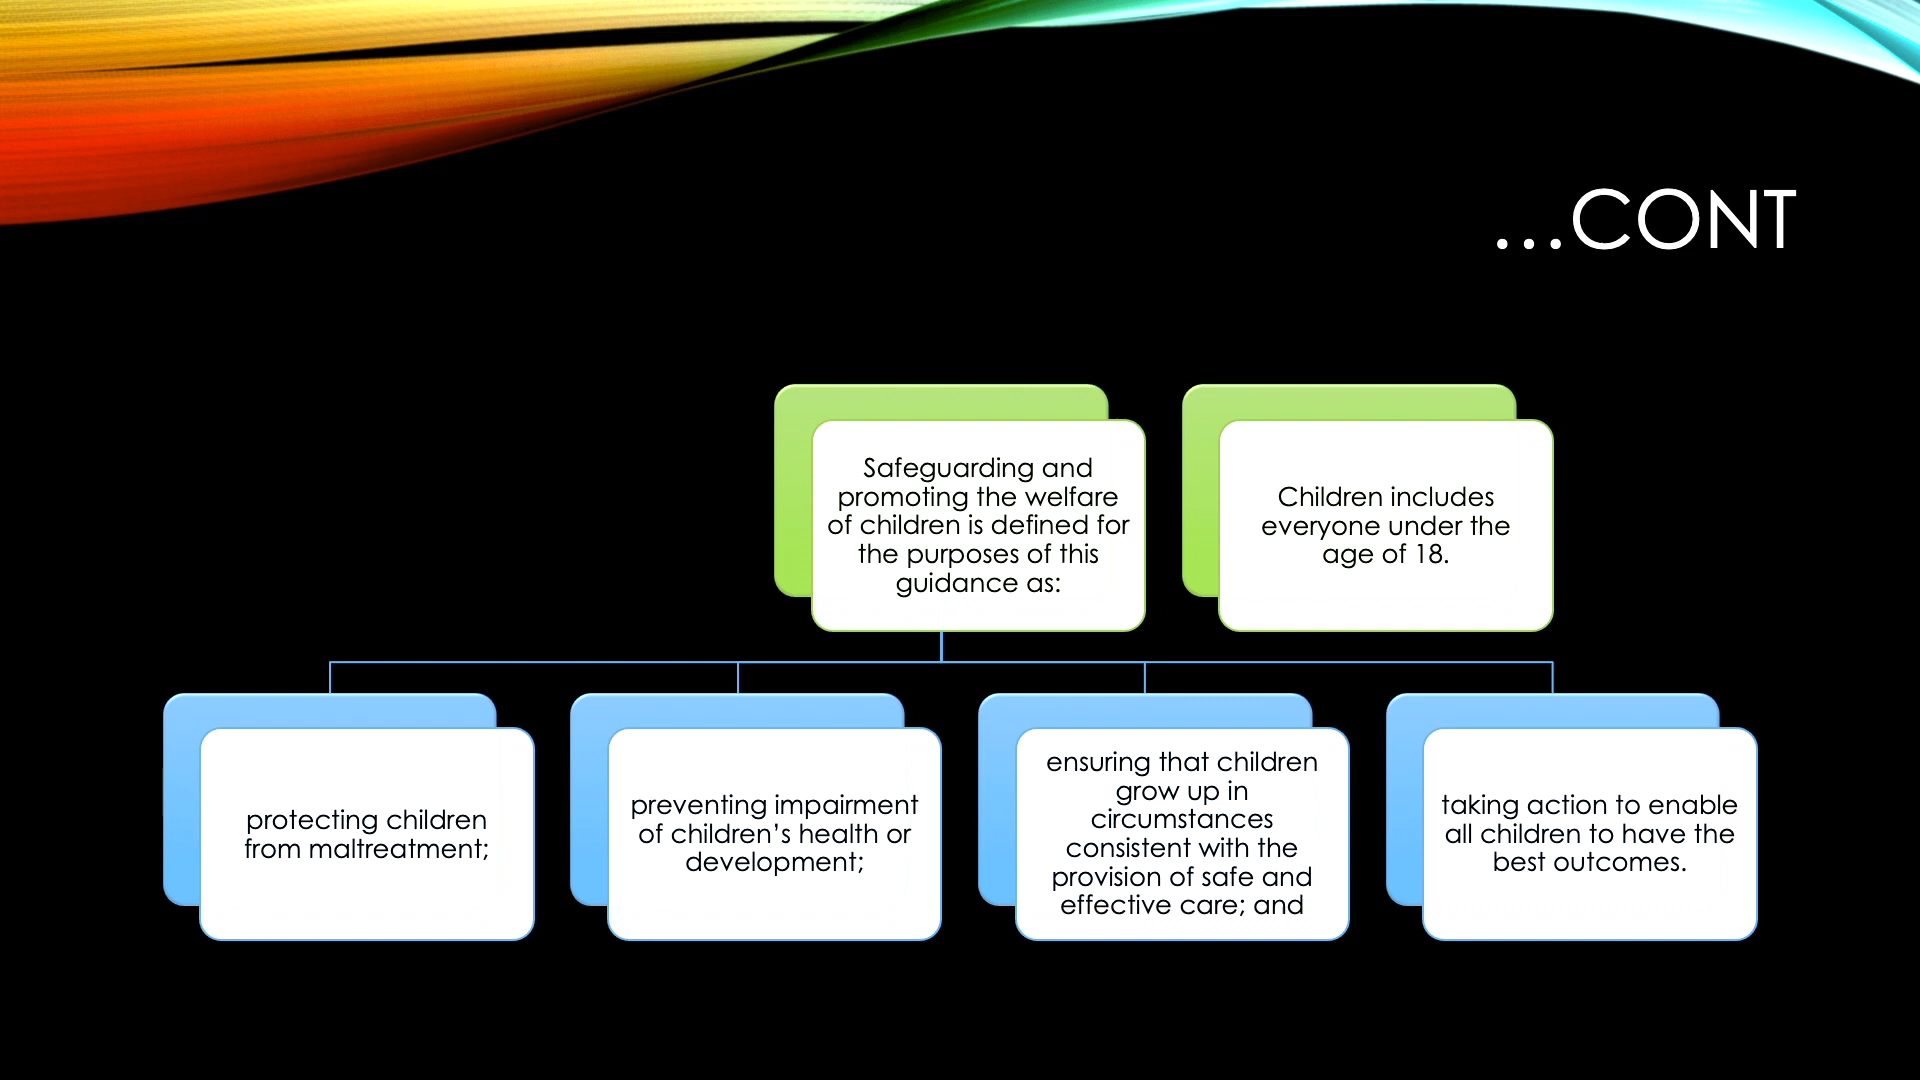 ...CONT
Safeguarding and
promoting the welfare
of children is defined for
the purposes of this
guidance as:
Children includes
everyone under the
age of 18.
protecting children
from maltreatment;
preventing impairment
of children’s health or
development;
ensuring that children
grow up in
circumstances
consistent with the
provision of safe and
effective care; and
taking action to enable
all children to have the
best outcomes.